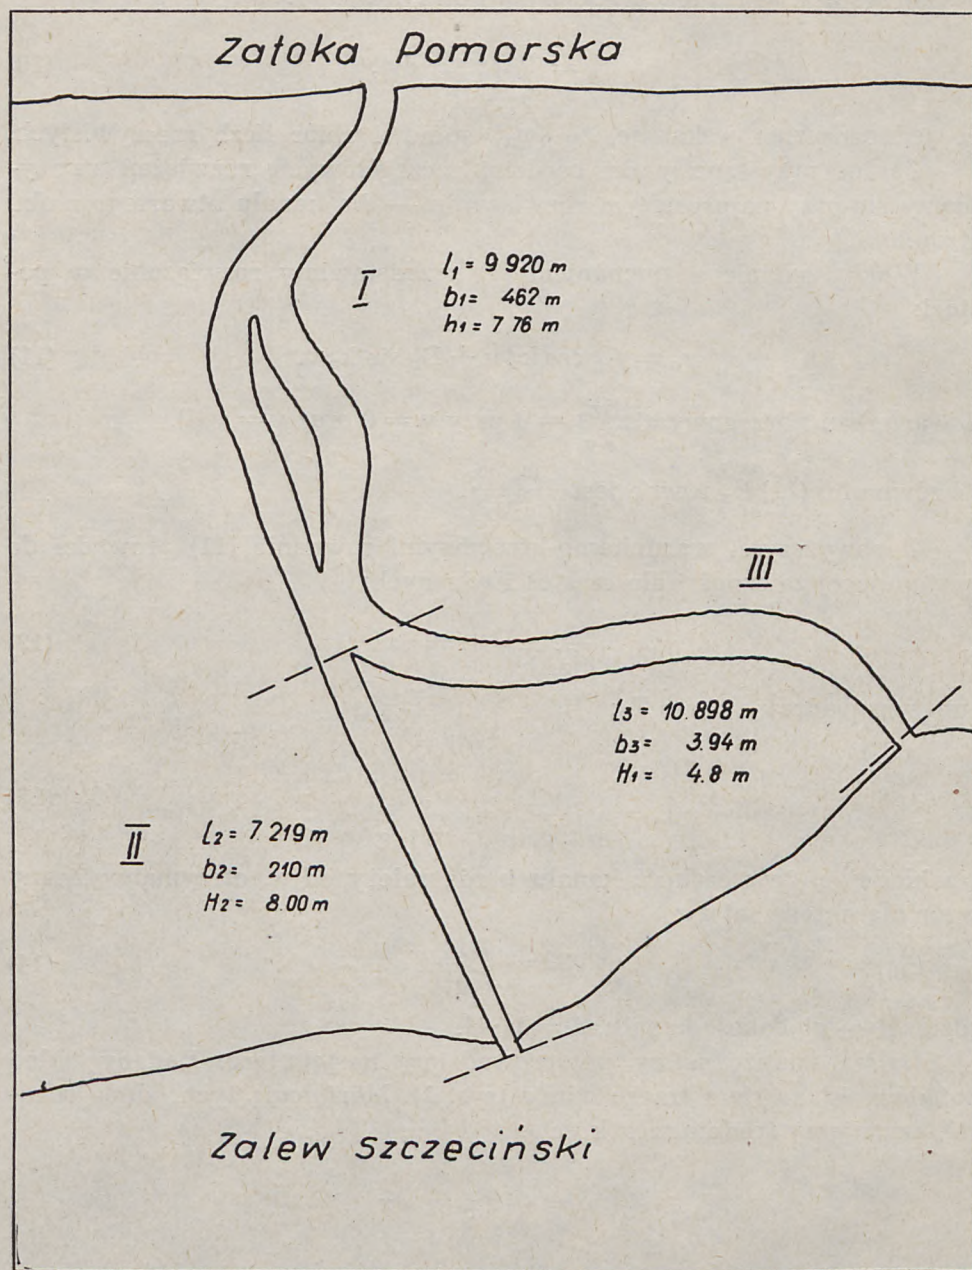 Zatoka Pomorska
I
l1 = 9 920 m
b1 = 462 m
h1 = 7 76 m
III
l3 = 10.898 m
b3 = 3.94 m
H1 = 4.8 m
II
l2 = 7 219 m
b2 = 210 m
H2 = 8.00 m
Zalew Szczeciński